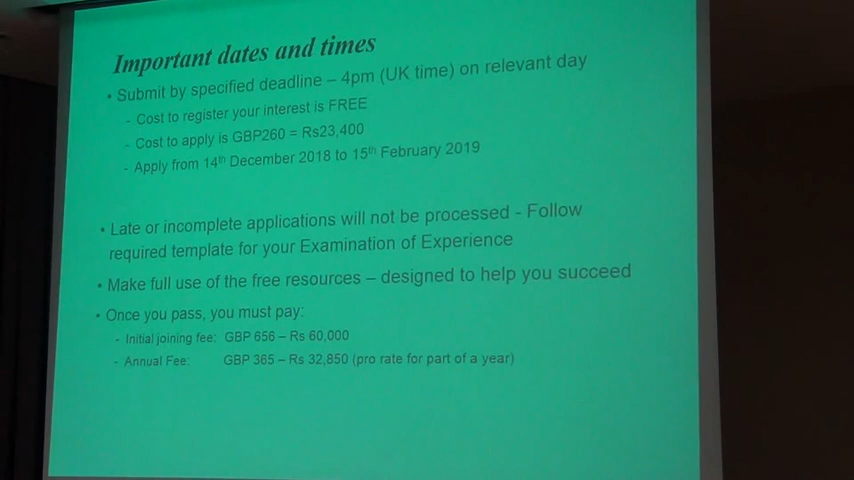 Important dates and times
• Submit by specified deadline – 4pm (UK time) on relevant day
- Cost to register your interest is FREE
- Cost to apply is GBP260 = Rs23,400
- Apply from 14th December 2018 to 15th February 2019
• Late or incomplete applications will not be processed - Follow
required template for your Examination of Experience
• Make full use of the free resources – designed to help you succeed
• Once you pass, you must pay:
- Initial joining fee: GBP 656 – Rs 60,000
- Annual Fee: GBP 365 – Rs 32,850 (pro rate for part of a year)